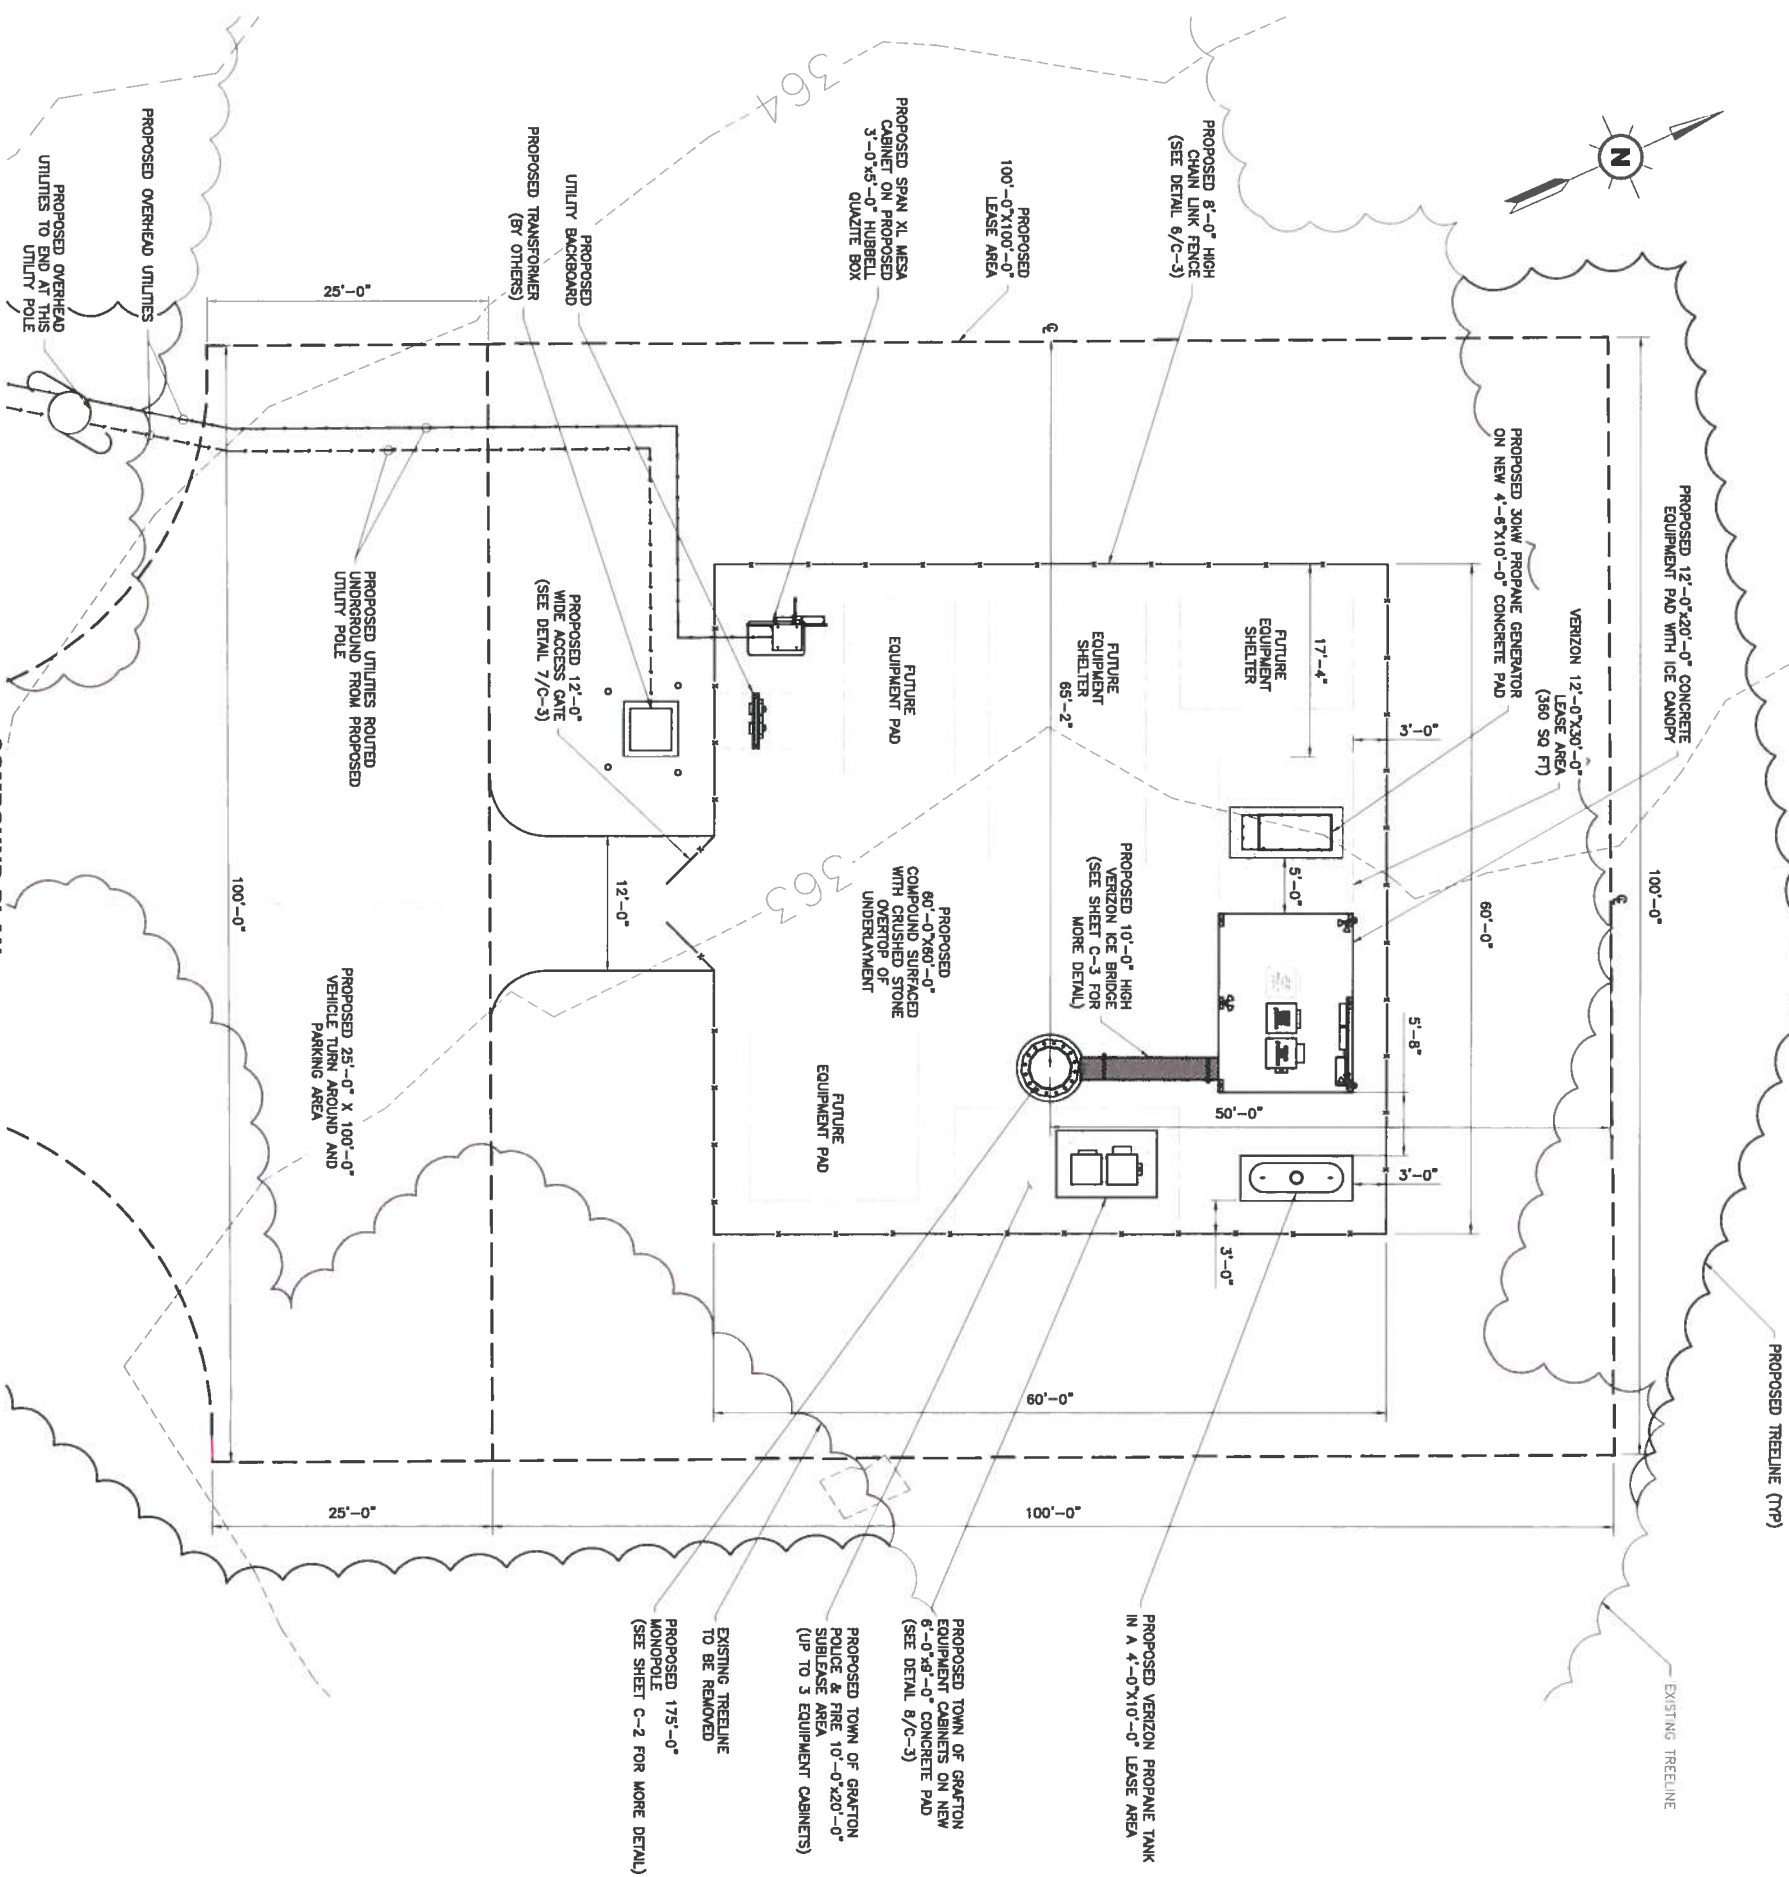 PROPOSED TREELINE (TYP)
EXISTING TREELINE
PROPOSED 12'-0"x20'-0" CONCRETE
EQUIPMENT PAD WITH ICE CANOPY
VERIZON 12'-0"X30'-0"
LEASE AREA
(360 SQ FT)
PROPOSED 30kW PROPANE GENERATOR
ON NEW 4'-6"X10'-0" CONCRETE PAD
N
PROPOSED 8'-0" HIGH
CHAIN LINK FENCE
(SEE DETAIL 6/C-3)
PROPOSED
100'-0"X100'-0"
LEASE AREA
PROPOSED SPAN XL MESA
CABINET ON PROPOSED
3'-0"x5'-0" HUBBELL
QUAZITE BOX
364
PROPOSED
UTILITY BACKBOARD
PROPOSED TRANSFORMER
(BY OTHERS)
PROPOSED OVERHEAD UTILITIES
PROPOSED OVERHEAD
UTILITIES TO END AT THIS
UTILITY POLE
100'-0"
60'-0"
17'-4"
3'-0"
5'-0"
5'-8"
3'-0"
3'-0"
50'-0"
65'-2"
FUTURE
EQUIPMENT
SHELTER
FUTURE
EQUIPMENT
SHELTER
FUTURE
EQUIPMENT PAD
PROPOSED 10'-0" HIGH
VERIZON ICE BRIDGE
(SEE SHEET C-3 FOR
MORE DETAIL)
PROPOSED
60'-0"X60'-0"
COMPOUND SURFACED
WITH CRUSHED STONE
OVERTOP OF
UNDERLAYMENT
FUTURE
EQUIPMENT PAD
363
60'-0"
100'-0"
25'-0"
25'-0"
12'-0"
100'-0"
PROPOSED 12'-0"
WIDE ACCESS GATE
(SEE DETAIL 7/C-3)
PROPOSED UTILITIES ROUTED
UNDRGROUND FROM PROPOSED
UTILITY POLE
PROPOSED 25'-0" X 100'-0"
VEHICLE TURN AROUND AND
PARKING AREA
PROPOSED VERIZON PROPANE TANK
IN A 4'-0"X10'-0" LEASE AREA
PROPOSED TOWN OF GRAFTON
EQUIPMENT CABINETS ON NEW
6'-0"x9'-0" CONCRETE PAD
(SEE DETAIL 8/C-3)
PROPOSED TOWN OF GRAFTON
POLICE & FIRE 10'-0"x20'-0"
SUBLEASE AREA
(UP TO 3 EQUIPMENT CABINETS)
EXISTING TREELINE
TO BE REMOVED
PROPOSED 175'-0"
MONOPOLE
(SEE SHEET C-2 FOR MORE DETAIL)